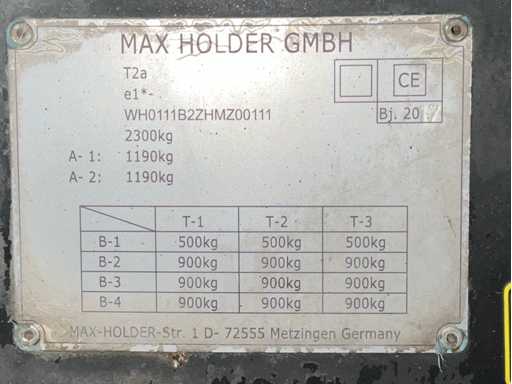 MAX HOLDER GMBH
T2a
e1*-
CE
WH0111B2ZHMZ00111
Bj. 20
2300kg
A- 1: 1190kg
A- 2: 1190kg
T-1 T-2 T-3
B-1 500kg 500kg 500kg
B-2 900kg 900kg 900kg
B-3 900kg 900kg 900kg
B-4 900kg 900kg 900kg
MAX-HOLDER-Str. 1 D- 72555 Metzingen Germany